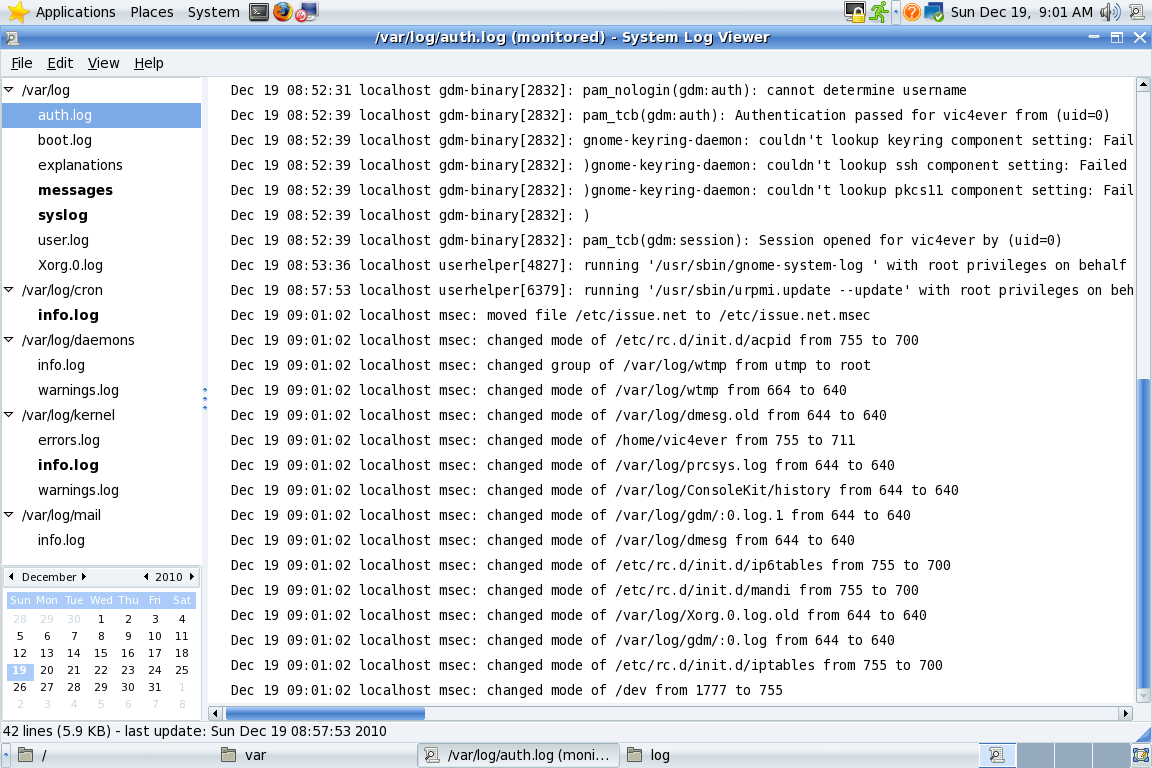 Applications Places System Sun Dec 19, 9:01 AM
/var/log/auth.log (monitored) - System Log Viewer
File Edit View Help
/var/log
auth.log
boot.log
explanations
messages
syslog
user.log
Xorg.0.log
/var/log/cron
info.log
/var/log/daemons
info.log
warnings.log
/var/log/kernel
errors.log
info.log
warnings.log
/var/log/mail
info.log
December 2010
Sun Mon Tue Wed Thu Fri Sat
28 29 30 1 2 3 4
5 6 7 8 9 10 11
12 13 14 15 16 17 18
19 20 21 22 23 24 25
26 27 28 29 30 31 1
2 3 4 5 6 7 8
Dec 19 08:52:31 localhost gdm-binary[2832]: pam_nologin(gdm:auth): cannot determine username
Dec 19 08:52:39 localhost gdm-binary[2832]: pam_tcb(gdm:auth): Authentication passed for vic4ever from (uid=0)
Dec 19 08:52:39 localhost gdm-binary[2832]: gnome-keyring-daemon: couldn't lookup keyring component setting: Fail
Dec 19 08:52:39 localhost gdm-binary[2832]: )gnome-keyring-daemon: couldn't lookup ssh component setting: Failed
Dec 19 08:52:39 localhost gdm-binary[2832]: )gnome-keyring-daemon: couldn't lookup pkcs11 component setting: Fail
Dec 19 08:52:39 localhost gdm-binary[2832]: )
Dec 19 08:52:39 localhost gdm-binary[2832]: pam_tcb(gdm:session): Session opened for vic4ever by (uid=0)
Dec 19 08:53:36 localhost userhelper[4827]: running '/usr/sbin/gnome-system-log ' with root privileges on behalf
Dec 19 08:57:53 localhost userhelper[6379]: running '/usr/sbin/urpmi.update --update' with root privileges on beh
Dec 19 09:01:02 localhost msec: moved file /etc/issue.net to /etc/issue.net.msec
Dec 19 09:01:02 localhost msec: changed mode of /etc/rc.d/init.d/acpid from 755 to 700
Dec 19 09:01:02 localhost msec: changed group of /var/log/wtmp from utmp to root
Dec 19 09:01:02 localhost msec: changed mode of /var/log/wtmp from 664 to 640
Dec 19 09:01:02 localhost msec: changed mode of /var/log/dmesg.old from 644 to 640
Dec 19 09:01:02 localhost msec: changed mode of /home/vic4ever from 755 to 711
Dec 19 09:01:02 localhost msec: changed mode of /var/log/prcsys.log from 644 to 640
Dec 19 09:01:02 localhost msec: changed mode of /var/log/ConsoleKit/history from 644 to 640
Dec 19 09:01:02 localhost msec: changed mode of /var/log/gdm/:0.log.1 from 644 to 640
Dec 19 09:01:02 localhost msec: changed mode of /var/log/dmesg from 644 to 640
Dec 19 09:01:02 localhost msec: changed mode of /etc/rc.d/init.d/ip6tables from 755 to 700
Dec 19 09:01:02 localhost msec: changed mode of /etc/rc.d/init.d/mandi from 755 to 700
Dec 19 09:01:02 localhost msec: changed mode of /var/log/Xorg.0.log.old from 644 to 640
Dec 19 09:01:02 localhost msec: changed mode of /var/log/gdm/:0.log from 644 to 640
Dec 19 09:01:02 localhost msec: changed mode of /etc/rc.d/init.d/iptables from 755 to 700
Dec 19 09:01:02 localhost msec: changed mode of /dev from 1777 to 755
42 lines (5.9 KB) - last update: Sun Dec 19 08:57:53 2010
/ var /var/log/auth.log (moni... log